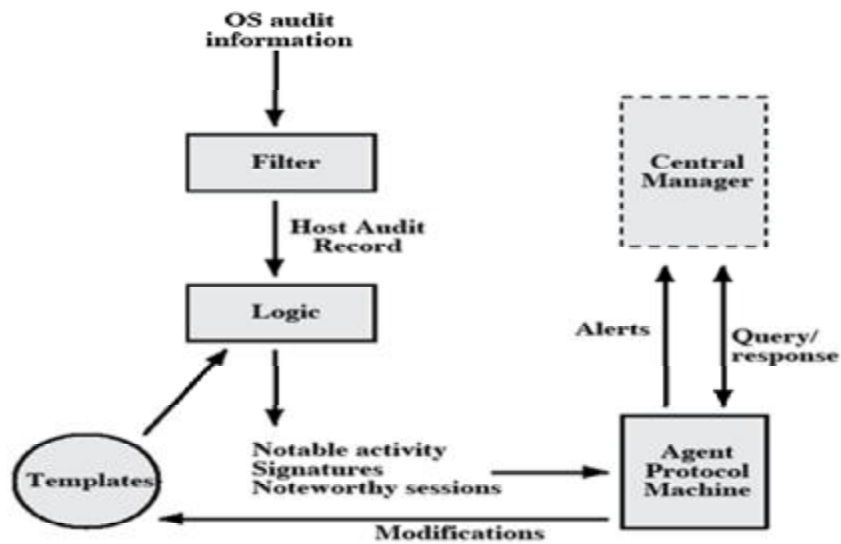 OS audit
information
Filter
Host Audit
Record
Logic
Central
Manager
Alerts
Query/
response
Templates
Notable activity
Signatures
Noteworthy sessions
Agent
Protocol
Machine
Modifications